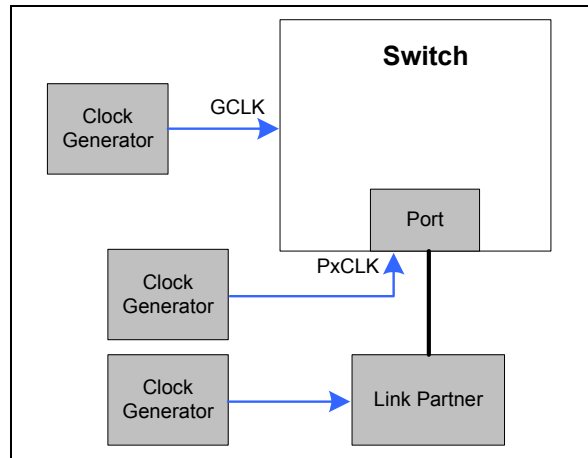 Switch
Clock
Generator
GCLK
Port
PxCLK
Clock
Generator
Clock
Generator
Link Partner